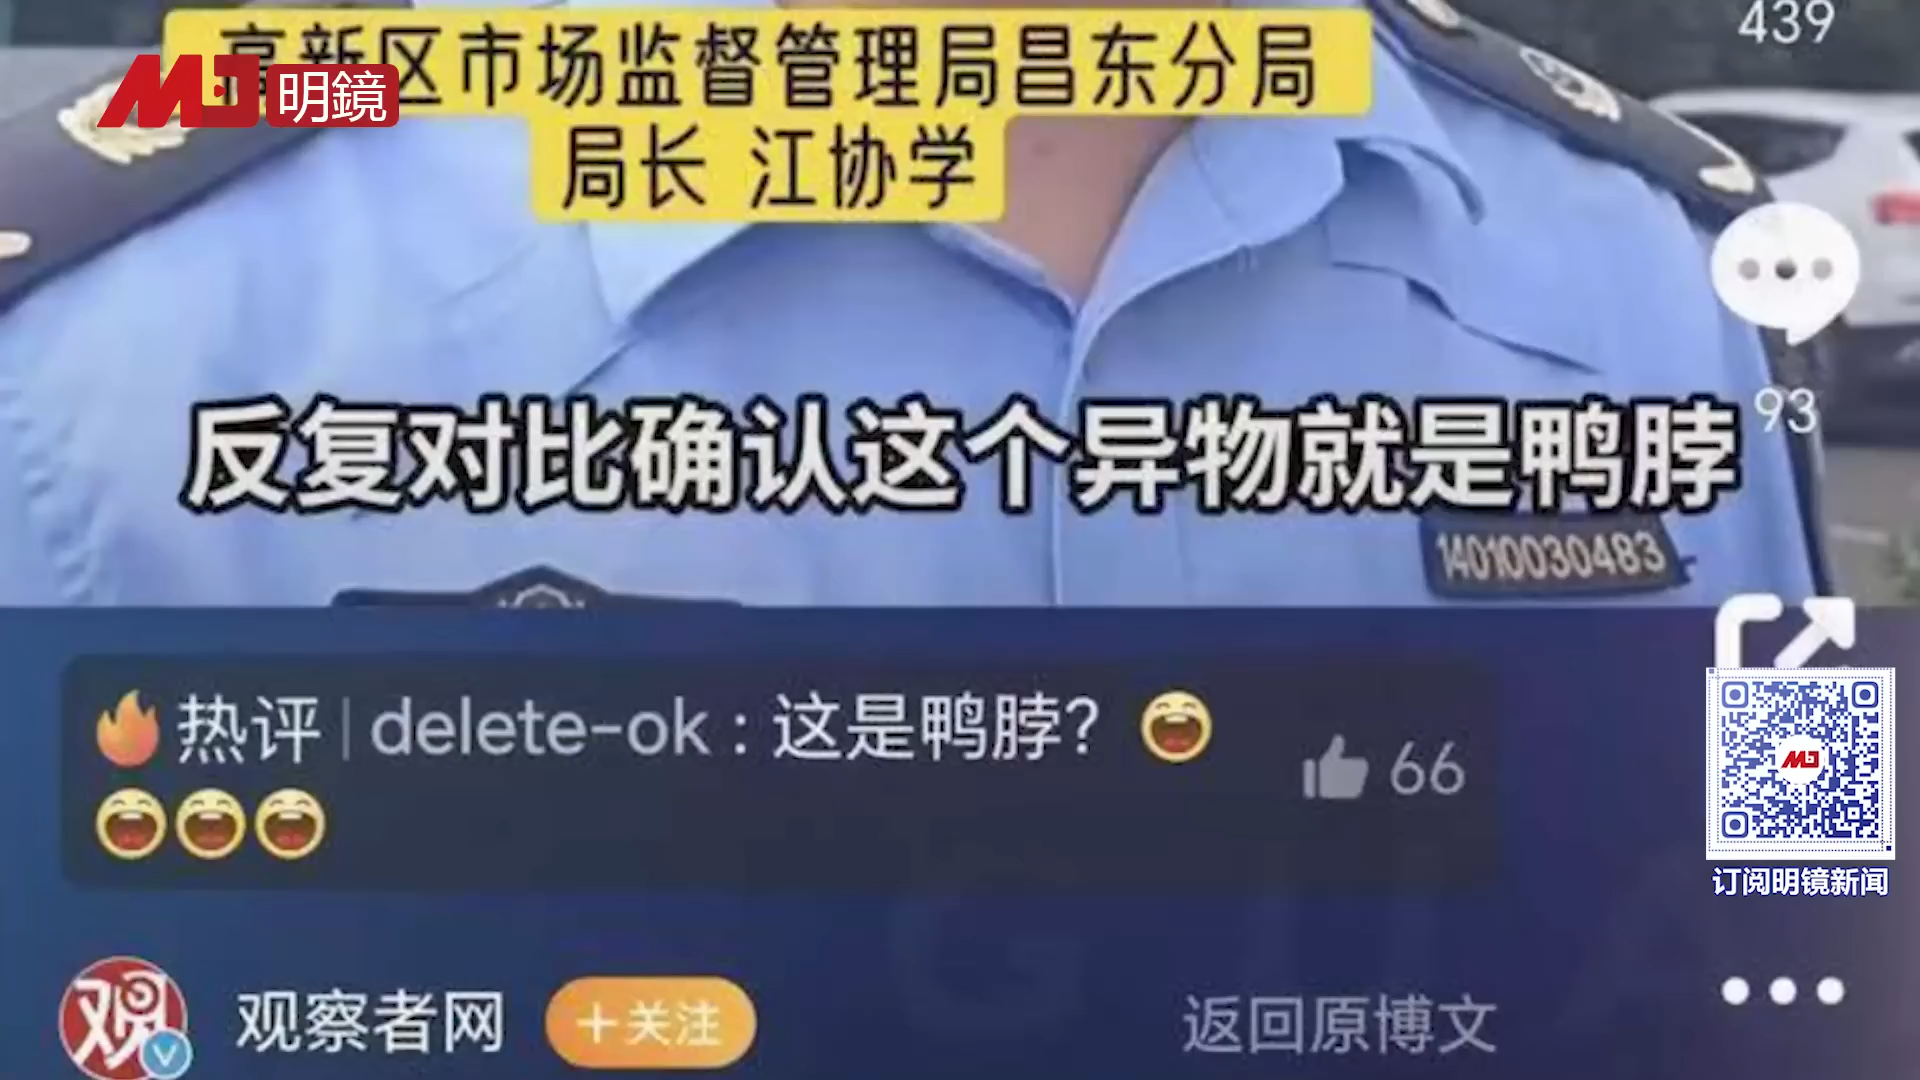 439
高新区市场监督管理局昌东分局
明鏡
局长 江协学
93
反复对比确认这个异物就是鸭脖
14010030483
热评 | delete-ok : 这是鸭脖?
66
订阅明镜新闻
观 观察者网 +关注 返回原博文